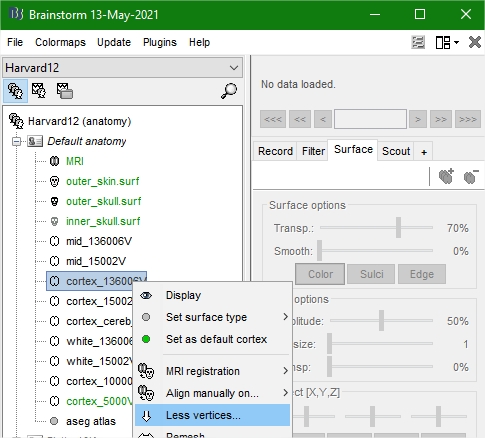 Brainstorm 13-May-2021
File Colormaps Update Plugins Help
Harvard12
No data loaded.
<<< << < > >> >>>
Record Filter Surface Scout +
Harvard12 (anatomy)
Default anatomy
MRI
outer_skin.surf
outer_skull.surf
inner_skull.surf
mid_136006V
mid_15002V
cortex_136006V
cortex_15002
cortex_cereb
white_136006
white_15002V
cortex_10000
cortex_5000V
aseg atlas
Surface options
Transp.: 70%
Smooth: 0%
Color Sulci Edge
options
plitude: 50%
size: 1
nsp: 0%
ect [X,Y,Z]
Display
Set surface type
Set as default cortex
MRI registration
Align manually on...
Less vertices...
Remesh